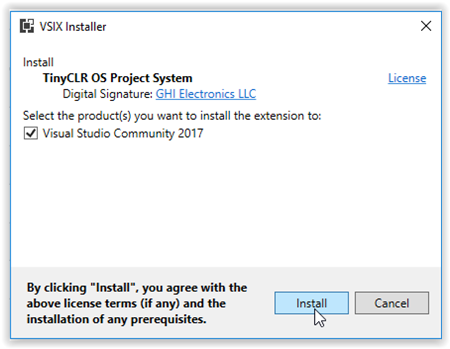 VSIX Installer
Install
TinyCLR OS Project System
License
Digital Signature: GHI Electronics LLC
Select the product(s) you want to install the extension to:
Visual Studio Community 2017
By clicking "Install", you agree with the
above license terms (if any) and the
installation of any prerequisites.
Install
Cancel